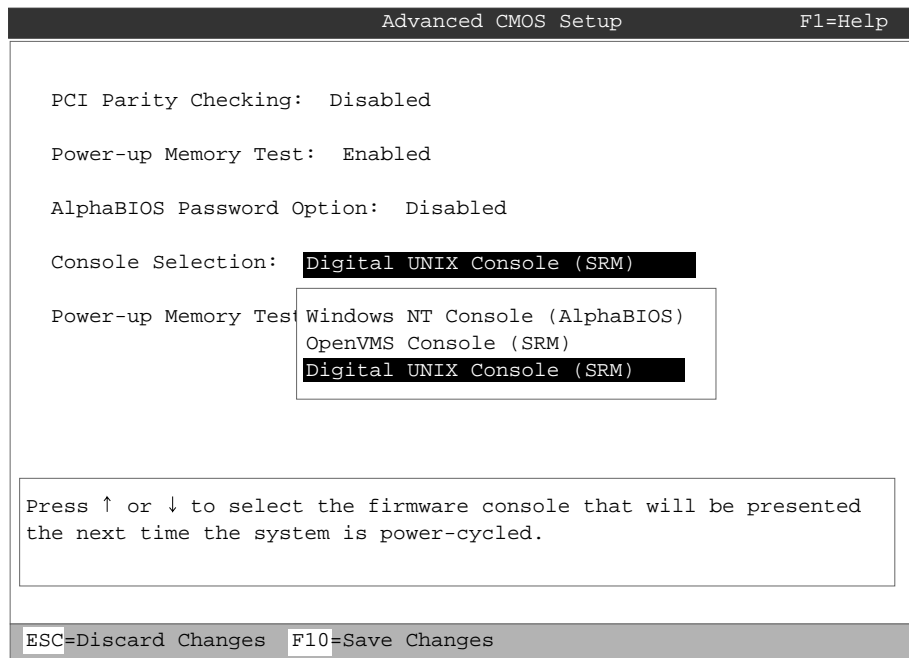 Advanced CMOS Setup F1=Help
PCI Parity Checking: Disabled
Power-up Memory Test: Enabled
AlphaBIOS Password Option: Disabled
Console Selection: Digital UNIX Console (SRM)
Power-up Memory Test
Windows NT Console (AlphaBIOS)
OpenVMS Console (SRM)
Digital UNIX Console (SRM)
Press ↑ or ↓ to select the firmware console that will be presented
the next time the system is power-cycled.
ESC=Discard Changes F10=Save Changes